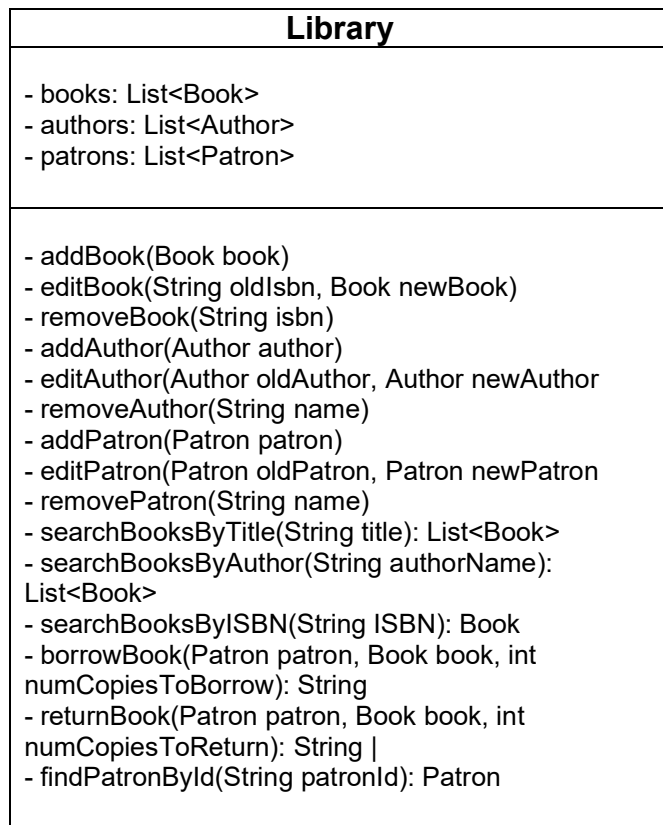 Library
- books: List<Book>
- authors: List<Author>
- patrons: List<Patron>
- addBook(Book book)
- editBook(String oldIsbn, Book newBook)
- removeBook(String isbn)
- addAuthor(Author author)
- editAuthor(Author oldAuthor, Author newAuthor
- removeAuthor(String name)
- addPatron(Patron patron)
- editPatron(Patron oldPatron, Patron newPatron
- removePatron(String name)
- searchBooksByTitle(String title): List<Book>
- searchBooksByAuthor(String authorName):
List<Book>
- searchBooksByISBN(String ISBN): Book
- borrowBook(Patron patron, Book book, int
numCopiesToBorrow): String
- returnBook(Patron patron, Book book, int
numCopiesToReturn): String |
- findPatronById(String patronId): Patron